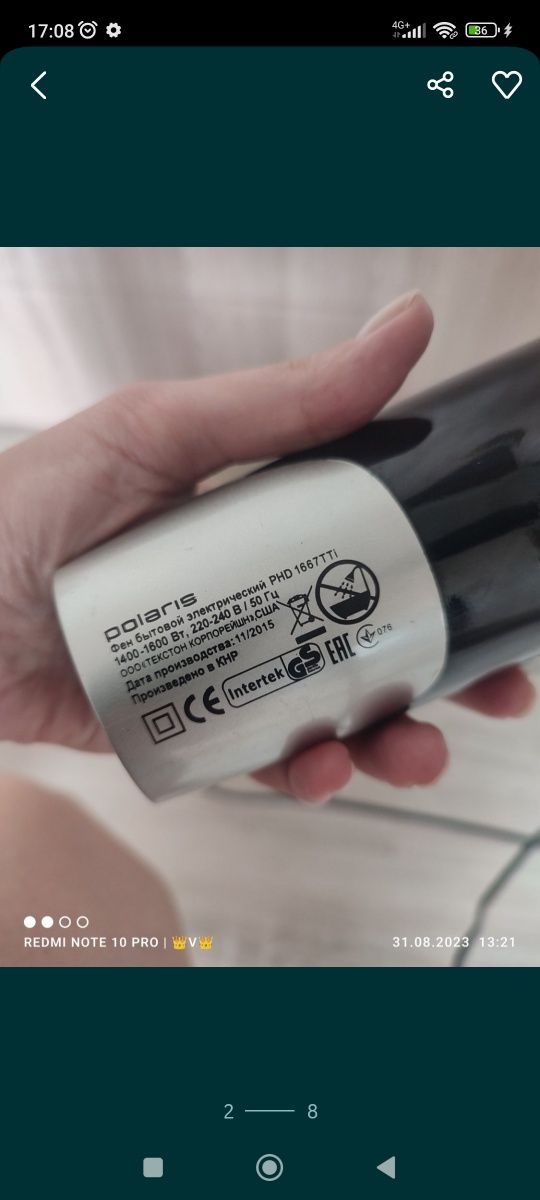 17:08
4G+
36
polaris
Фен бытовой электрический PHD 1667TTi
1400-1600 Вт, 220-240 В / 50 Гц
ООО«ТЕКСТОН КОРПОРЕЙШН»,США
Дата производства: 11/2015
Произведено в КНР
CE Intertek GS EAC 076
REDMI NOTE 10 PRO | 👑V👑
31.08.2023 13:21
2 8